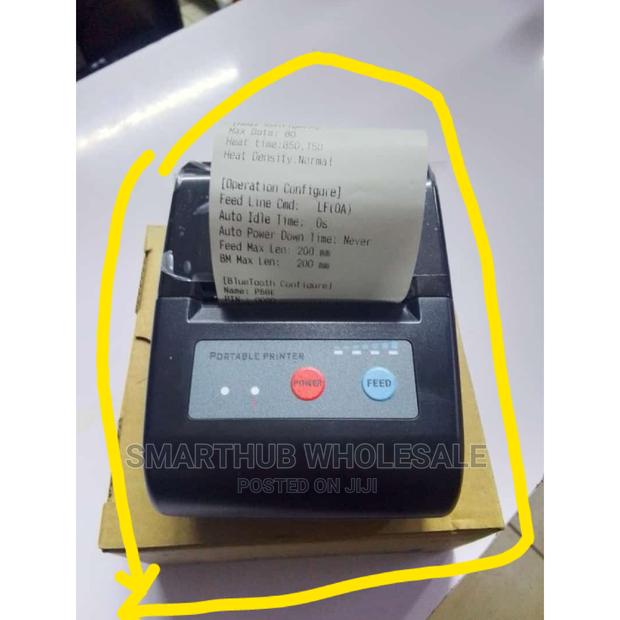 Max Dots: 80
Heat time:850,150
Heat Density:Normal
[Operation Configure]
Feed Line Cmd: LF(0A)
Auto Idle Time: 0s
Auto Power Down Time: Never
Feed Max Len: 200 mm
BM Max Len: 200 mm
[BlueTooth Configure]
Name: P58E
PORTABLE PRINTER
POWER
FEED
SMARTHUB WHOLESALE
POSTED ON JIJI